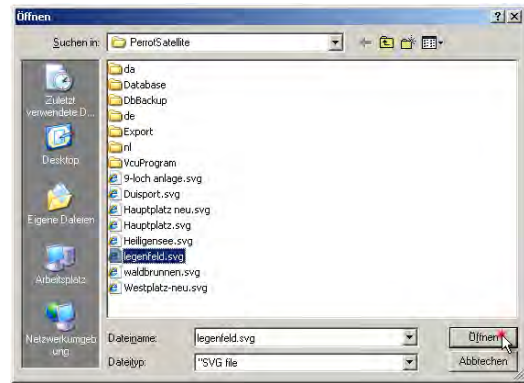 Öffnen
Suchen in: PerrotSatellite
da
Database
DbBackup
de
Export
nl
VcuProgram
9-loch anlage.svg
Duisport.svg
Hauptplatz neu.svg
Hauptplatz.svg
Heiligensee.svg
legenfeld.svg
waldbrunnen.svg
Westplatz-neu.svg
Zuletzt
verwendete D...
Desktop
Eigene Dateien
Arbeitsplatz
Netzwerkumgeb
ung
Dateiname: legenfeld.svg
Öffnen
Dateityp: "SVG file
Abbrechen